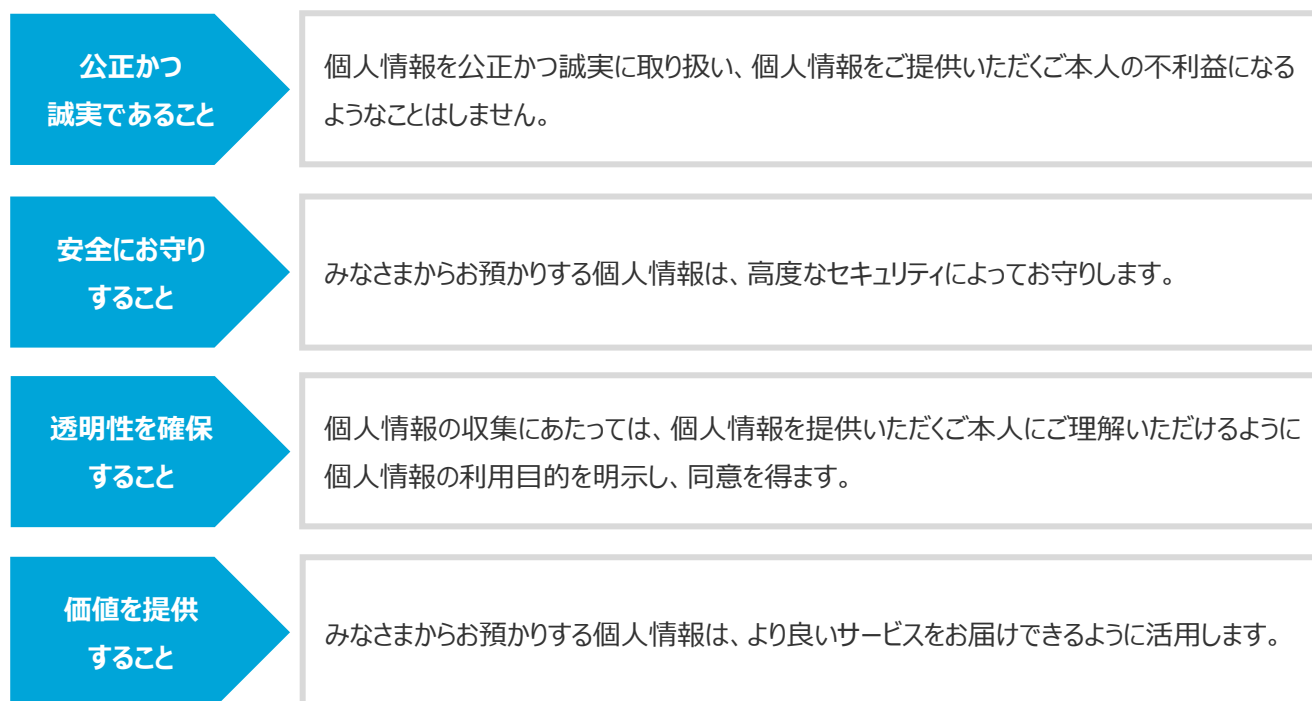 公正かつ
誠実であること
個人情報を公正かつ誠実に取り扱い、個人情報をご提供いただくご本人の不利益になる
ようなことはしません。
安全にお守り
すること
みなさまからお預かりする個人情報は、高度なセキュリティによってお守りします。
透明性を確保
すること
個人情報の収集にあたっては、個人情報を提供いただくご本人にご理解いただけるように
個人情報の利用目的を明示し、同意を得ます。
価値を提供
すること
みなさまからお預かりする個人情報は、より良いサービスをお届けできるように活用します。